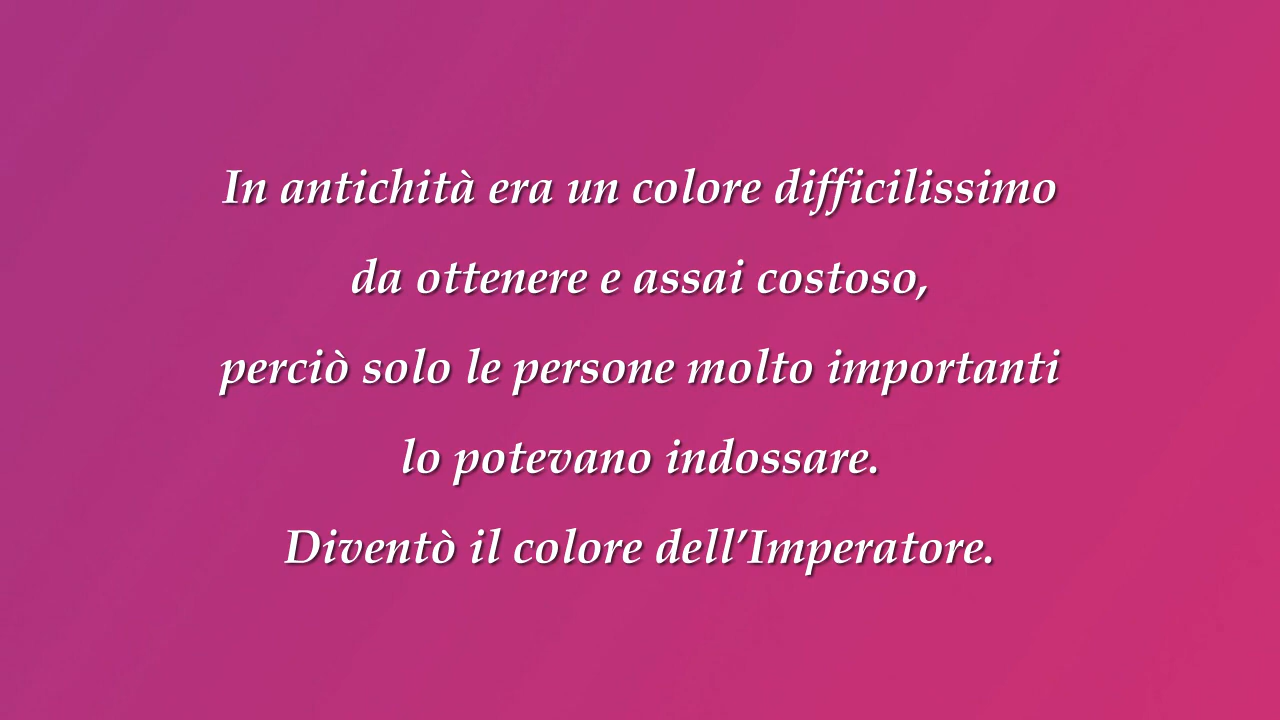 In antichità era un colore difficilissimo
da ottenere e assai costoso,
perciò solo le persone molto importanti
lo potevano indossare.
Diventò il colore dell’Imperatore.